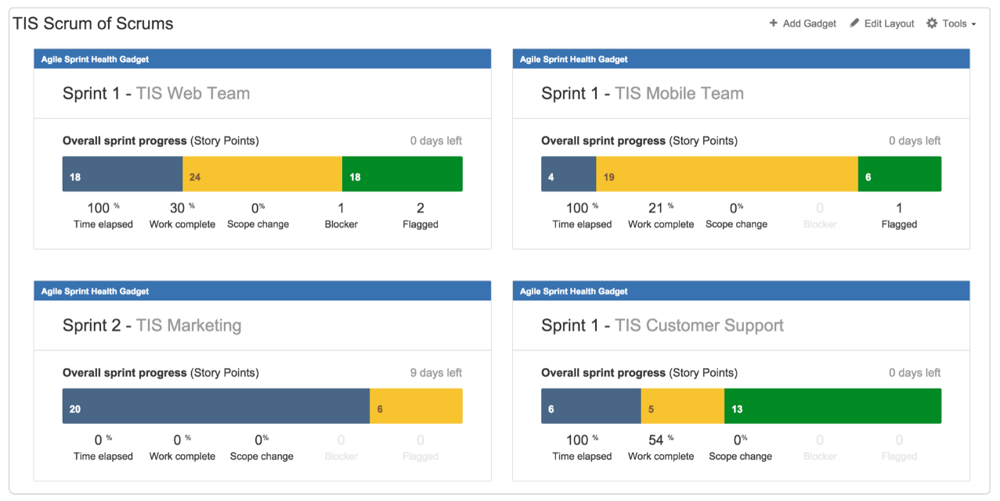 TIS Scrum of Scrums
Add Gadget Edit Layout Tools
Agile Sprint Health Gadget
Sprint 1 - TIS Web Team
Overall sprint progress (Story Points) 0 days left
18 24 18
100 % 30 % 0% 1 2
Time elapsed Work complete Scope change Blocker Flagged
Agile Sprint Health Gadget
Sprint 1 - TIS Mobile Team
Overall sprint progress (Story Points) 0 days left
4 19 6
100 % 21 % 0% 0 1
Time elapsed Work complete Scope change Blocker Flagged
Agile Sprint Health Gadget
Sprint 2 - TIS Marketing
Overall sprint progress (Story Points) 9 days left
20 6
0 % 0 % 0% 0 0
Time elapsed Work complete Scope change Blocker Flagged
Agile Sprint Health Gadget
Sprint 1 - TIS Customer Support
Overall sprint progress (Story Points) 0 days left
6 5 13
100 % 54 % 0% 0 0
Time elapsed Work complete Scope change Blocker Flagged